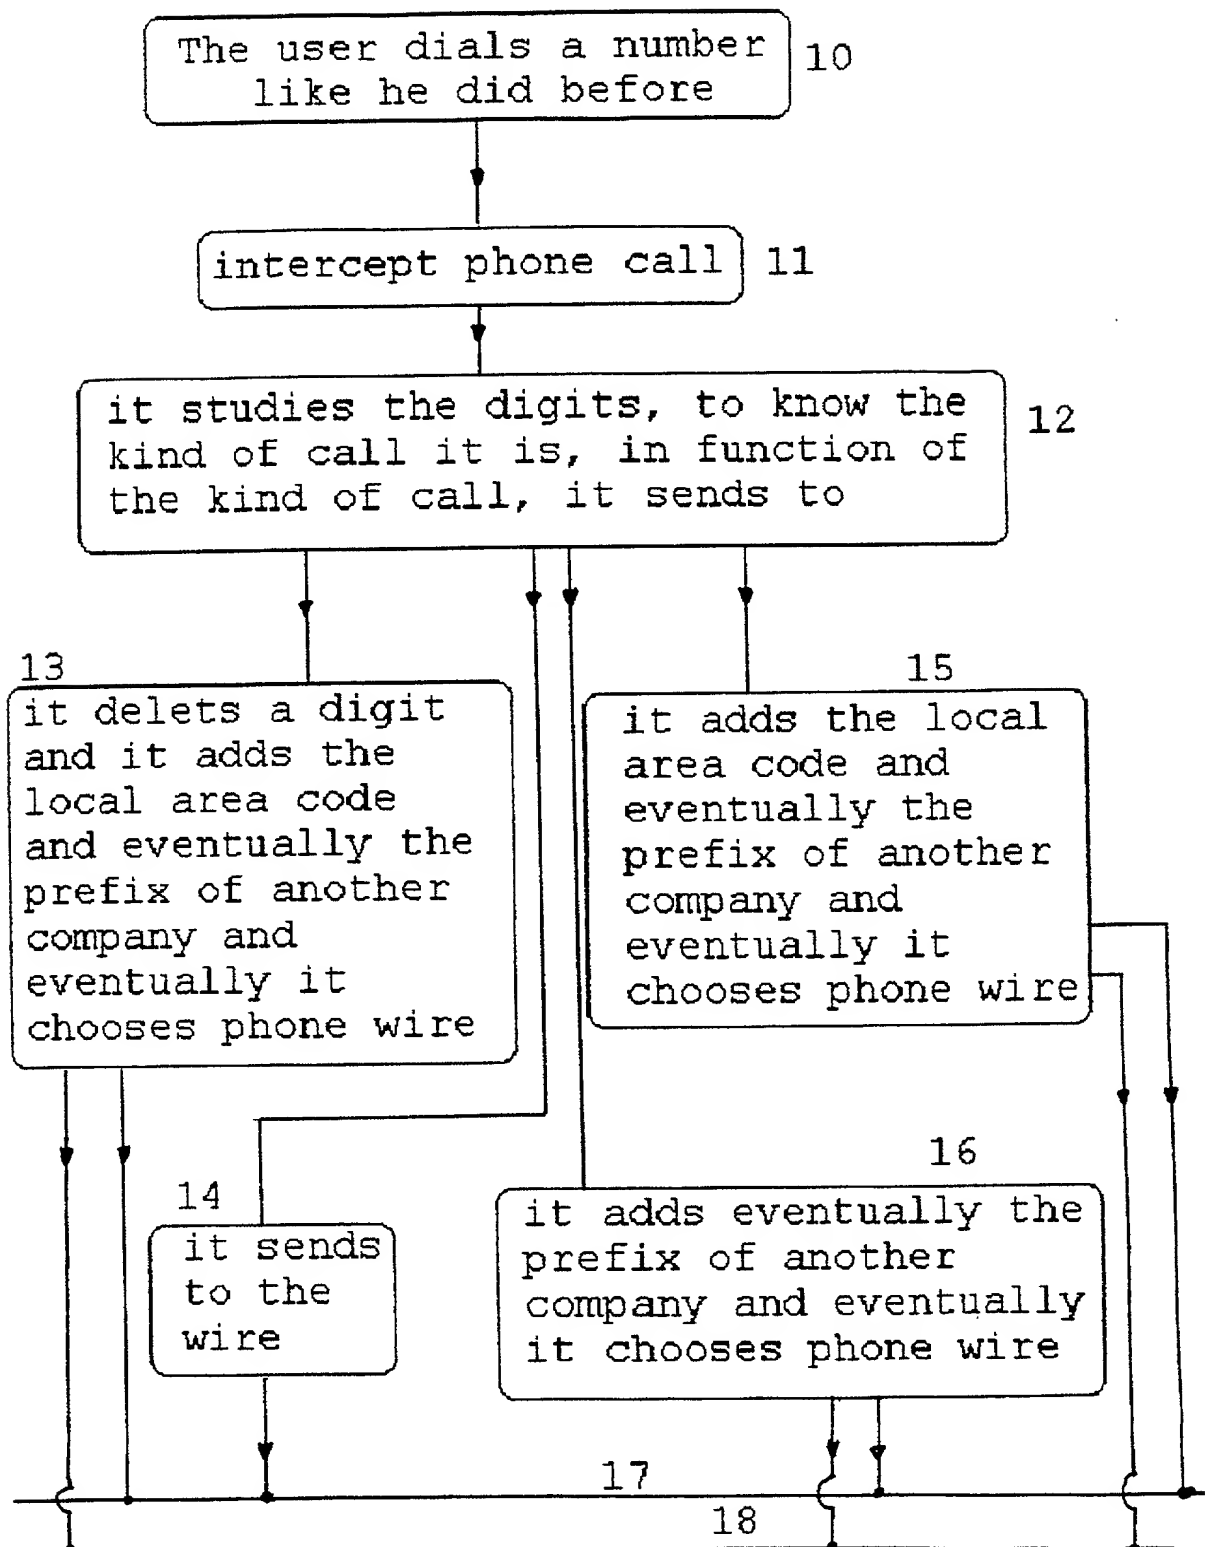 The user dials a number
like he did before
10
intercept phone call
11
it studies the digits, to know the
kind of call it is, in function of
the kind of call, it sends to
12
13
it delets a digit
and it adds the
local area code
and eventually the
prefix of another
company and
eventually it
chooses phone wire
15
it adds the local
area code and
eventually the
prefix of another
company and
eventually it
chooses phone wire
14
it sends
to the
wire
16
it adds eventually the
prefix of another
company and eventually
it chooses phone wire
17
18